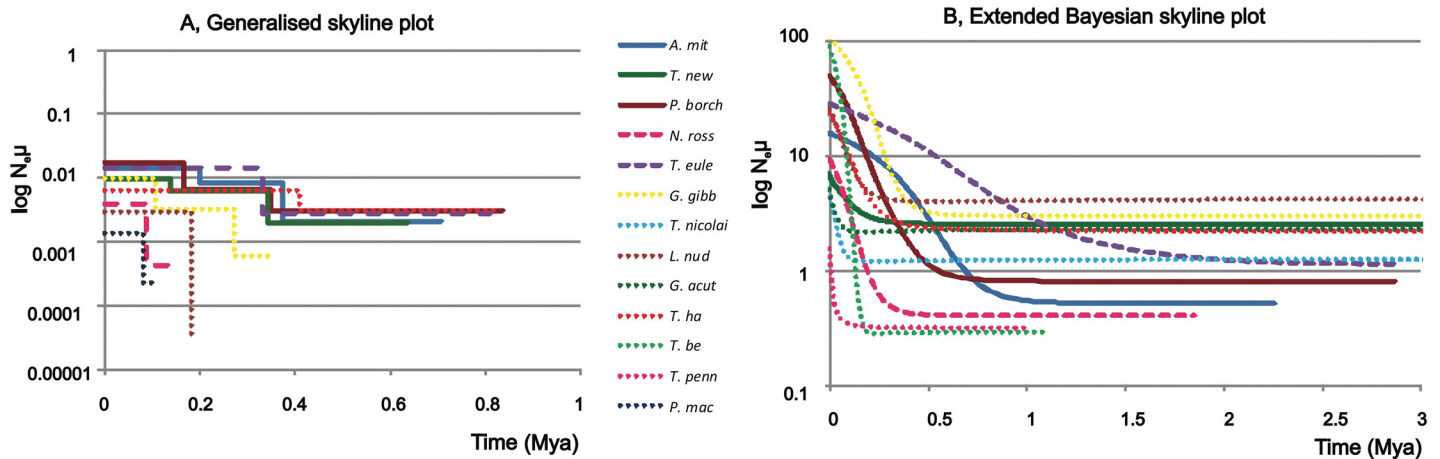 A, Generalised skyline plot
log Nₑµ
1
0.1
0.01
0.001
0.0001
0.00001
0 0.2 0.4 0.6 0.8 1
Time (Mya)
A. mit
T. new
P. borch
N. ross
T. eule
G. gibb
T. nicolai
L. nud
G. acut
T. ha
T. be
T. penn
P. mac
B, Extended Bayesian skyline plot
log Nₑµ
100
10
1
0.1
0 0.5 1 1.5 2 2.5 3
Time (Mya)